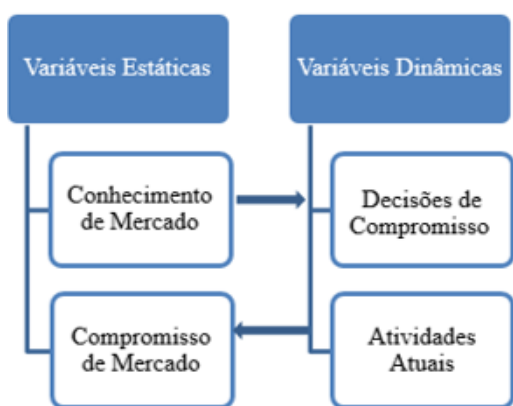 Variáveis Estáticas
Variáveis Dinâmicas
Conhecimento
de Mercado
Decisões de
Compromisso
Compromisso
de Mercado
Atividades
Atuais